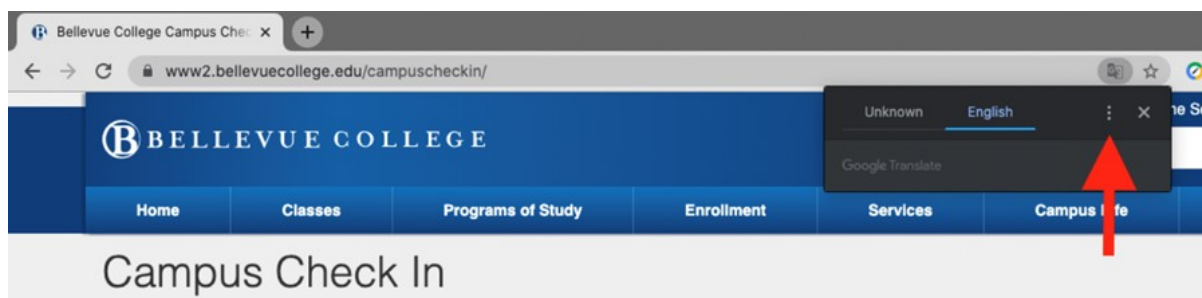 Bellevue College Campus Chec
www2.bellevuecollege.edu/campuscheckin/
BELLEVUE COLLEGE
Unknown English
Google Translate
Home Classes Programs of Study Enrollment Services Campus
Campus Check In